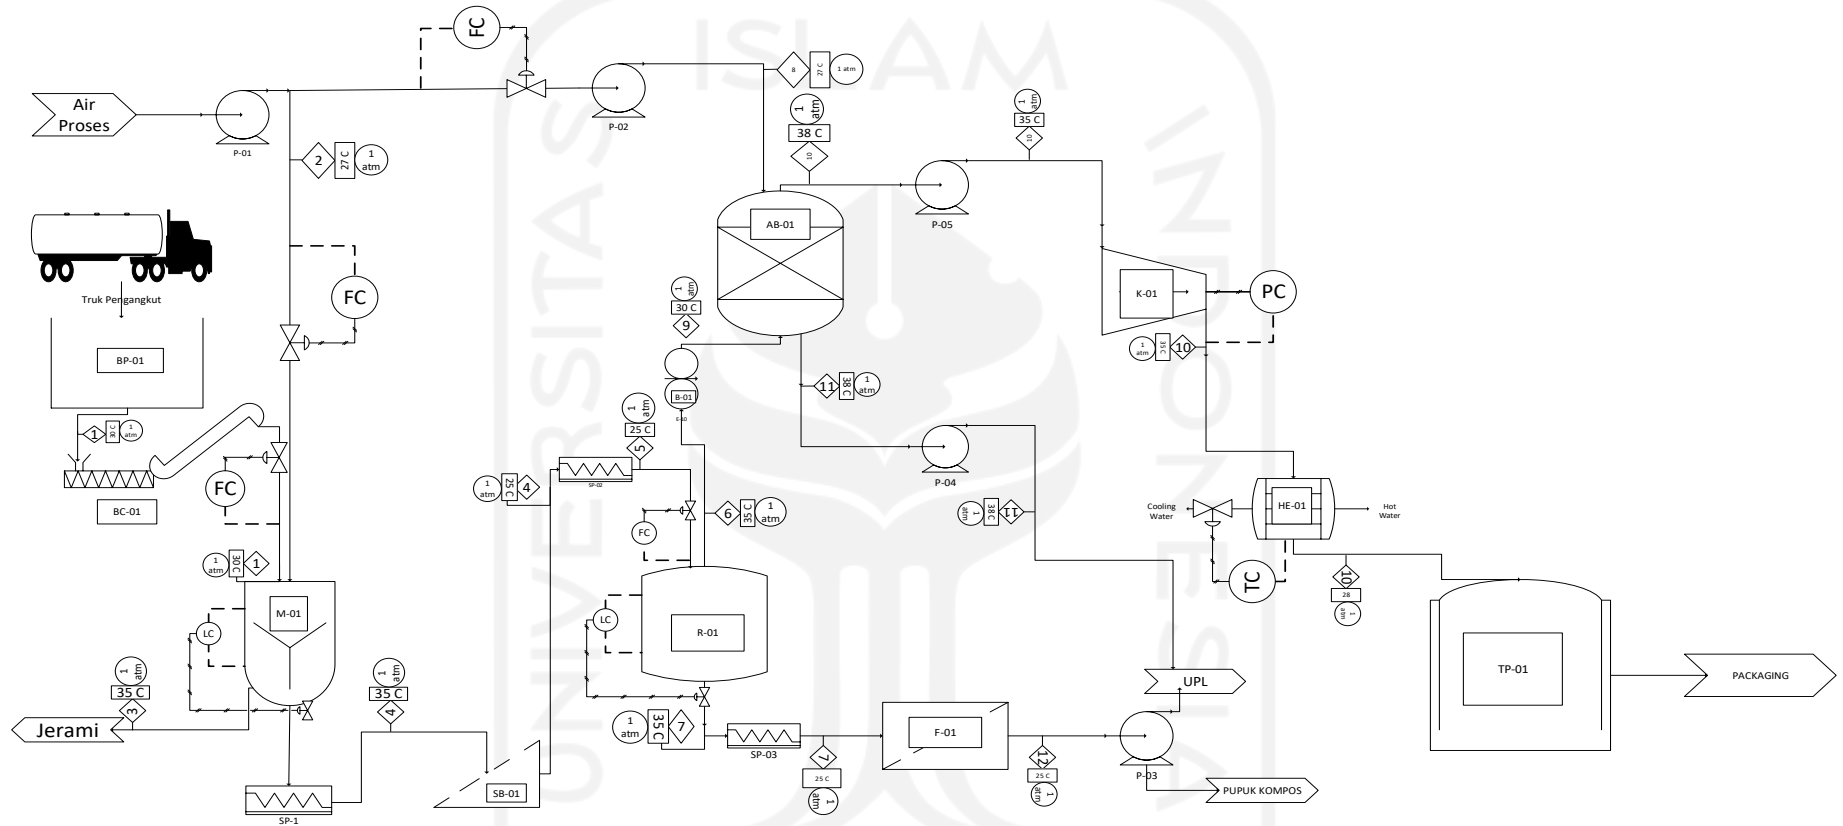 ISLAM
UNIVERSITAS
INDONESIA
FC
Air
Proses
P-01
P-02
8
27 C
1 atm
1
atm
38 C
10
1
atm
35 C
10
P-05
2
27 C
1
atm
Truk Pengangkut
FC
AB-01
K-01
PC
1
atm
30 C
9
1
atm
35 C
10
BP-01
B-01
E-40
11
38 C
1
atm
1
30 C
1
atm
1
atm
25 C
5
P-04
FC
BC-01
SP-02
1
atm
25 C
4
6
35 C
1
atm
FC
1
atm
38 C
11
Cooling
Water
HE-01
Hot
Water
TC
1
atm
30 C
1
10
28
1
atm
M-01
LC
LC
R-01
TP-01
PACKAGING
UPL
1
atm
35 C
3
Jerami
1
atm
35 C
4
1
atm
35 C
7
SP-03
F-01
P-03
7
25 C
1
atm
12
25 C
1
atm
SB-01
PUPUK KOMPOS
SP-1